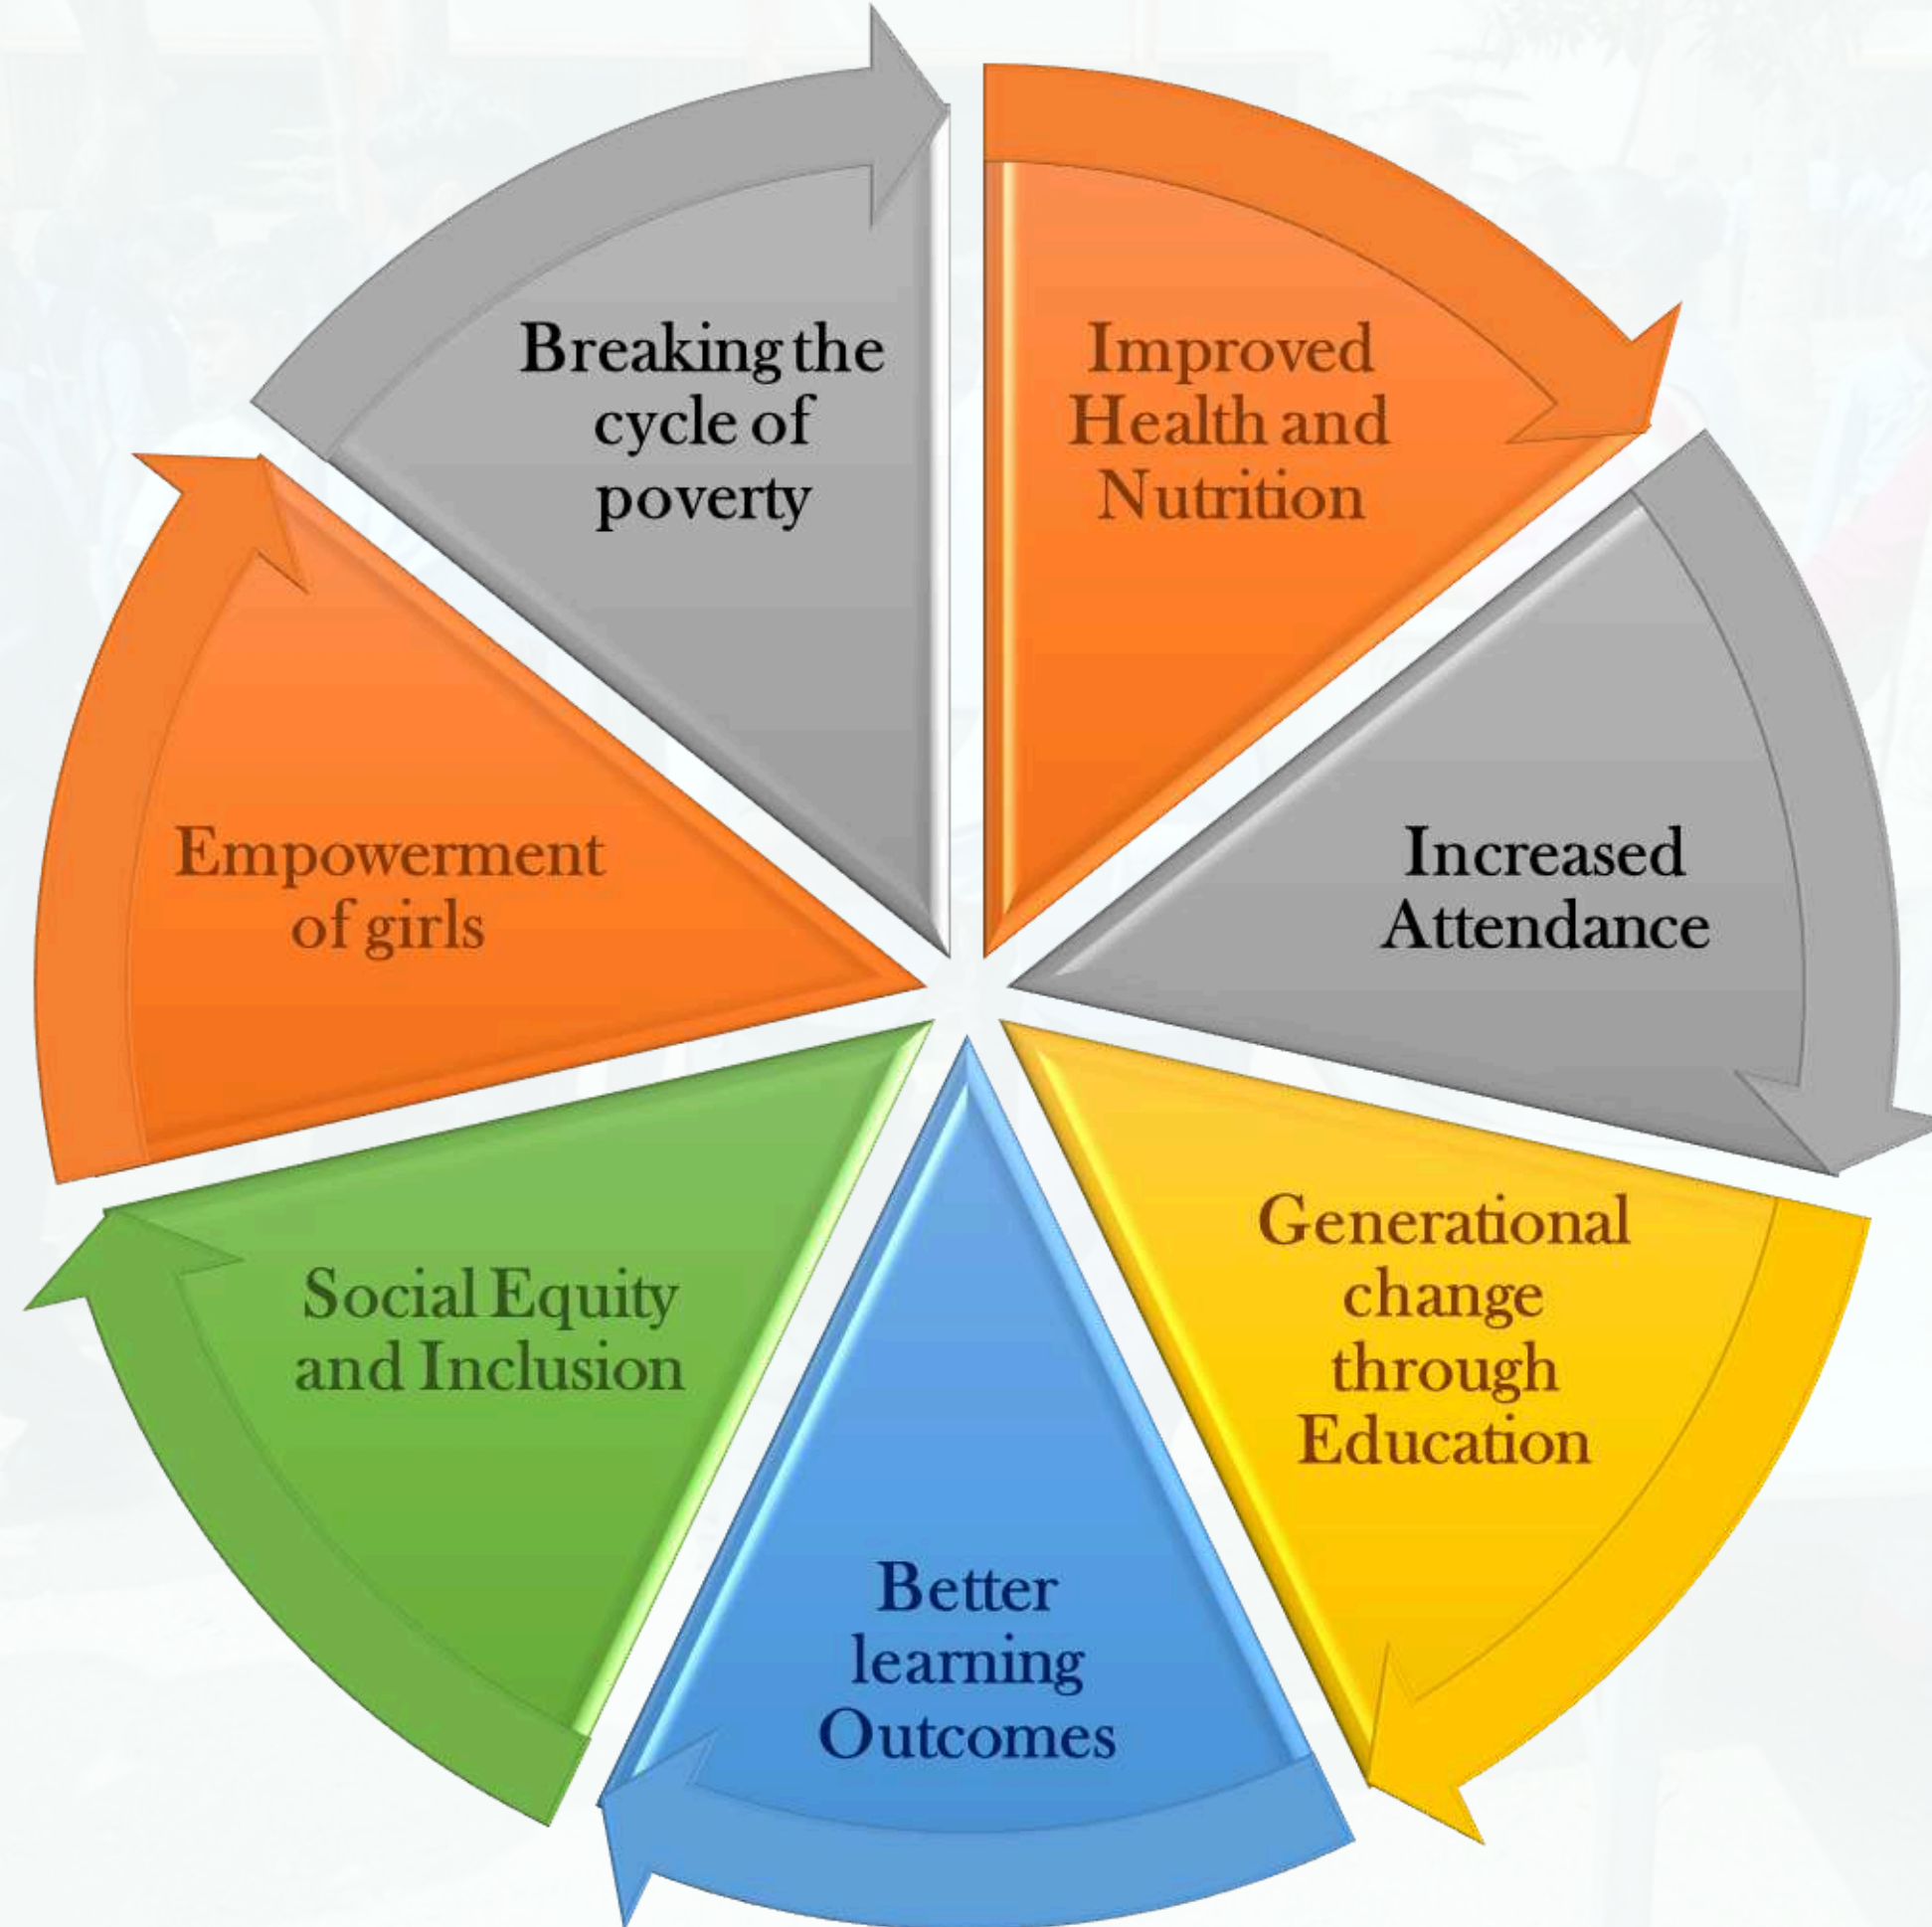 Improved
Health and
Nutrition
Increased
Attendance
Generational
change
through
Education
Better
learning
Outcomes
Social Equity
and Inclusion
Empowerment
of girls
Breaking the
cycle of
poverty